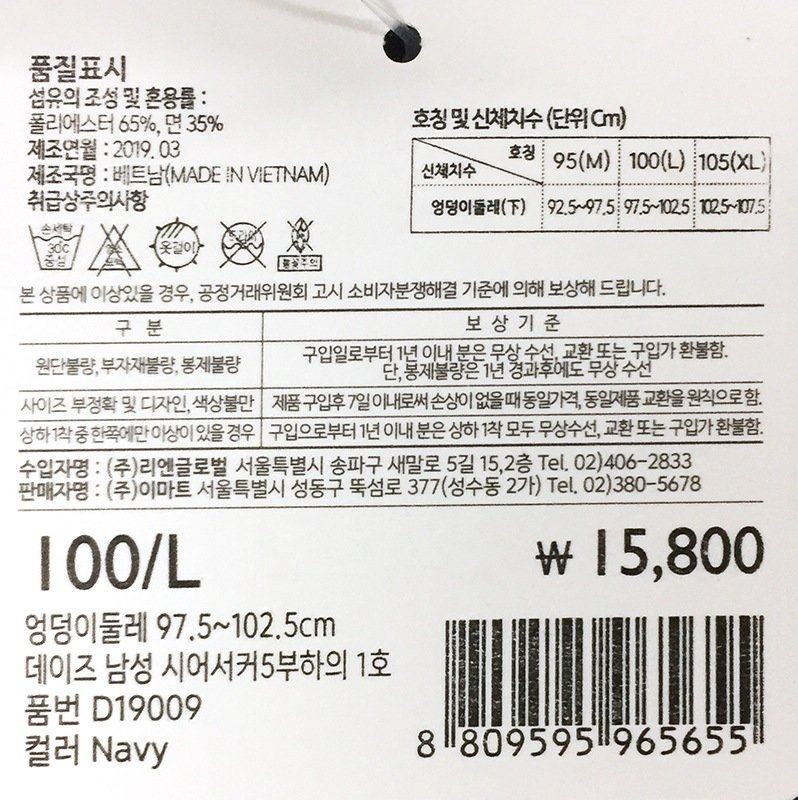 품질표시
섬유의 조성 및 혼용률 :
폴리에스터 65%, 면 35%
제조연월 : 2019. 03
제조국명 : 베트남(MADE IN VIETNAM)
취급상주의사항
손세탁
30℃
중성
옷걸이
드라이
불꽃주의
호칭 및 신체치수 (단위 Cm)
호칭 95(M) 100(L) 105(XL)
신체치수
엉덩이둘레(下) 92.5~97.5 97.5~102.5 102.5~107.5
본 상품에 이상있을 경우, 공정거래위원회 고시 소비자분쟁해결 기준에 의해 보상해 드립니다.
구 분 보 상 기 준
원단불량, 부자재불량, 봉제불량 구입일로부터 1년 이내 분은 무상 수선, 교환 또는 구입가 환불함.
단, 봉제불량은 1년 경과후에도 무상 수선
사이즈 부정확 및 디자인, 색상불만 제품 구입후 7일 이내로써 손상이 없을 때 동일가격, 동일제품 교환을 원칙으로 함.
상하 1착 중 한쪽에만 이상이 있을 경우 구입으로부터 1년 이내 분은 상하 1착 모두 무상수선, 교환 또는 구입가 환불함.
수입자명 : (주)리엔글로벌 서울특별시 송파구 새말로 5길 15,2층 Tel. 02)406-2833
판매자명 : (주)이마트 서울특별시 성동구 뚝섬로 377(성수동 2가) Tel. 02)380-5678
100/L
₩ 15,800
엉덩이둘레 97.5~102.5cm
데이즈 남성 시어서커5부하의 1호
품번 D19009
컬러 Navy
8 809595 965655